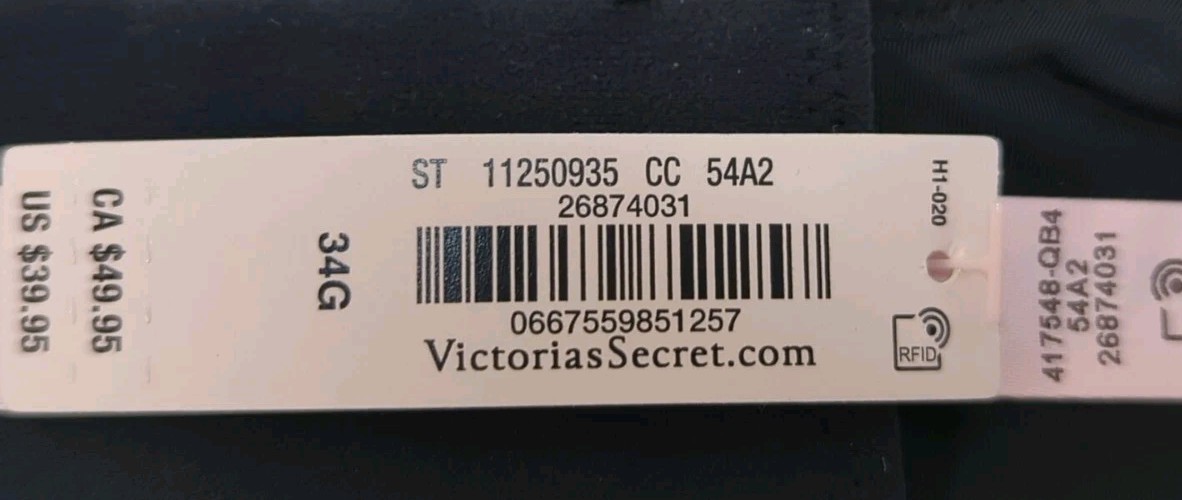 ST 11250935 CC 54A2
26874031
0667559851257
VictoriasSecret.com
34G
CA $49.95
US $39.95
H1-020
RFID
417548-QB4
54A2
26874031